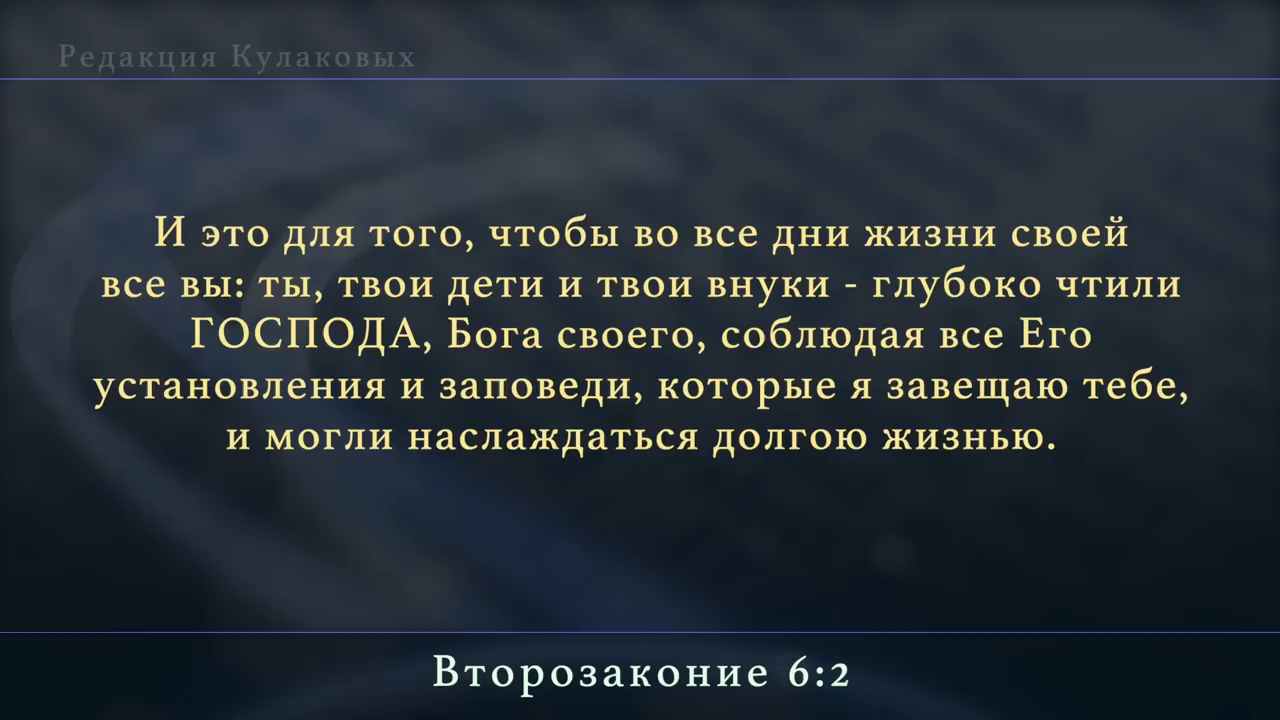 Редакция Кулаковых
И это для того, чтобы во все дни жизни своей
все вы: ты, твои дети и твои внуки - глубоко чтили
ГОСПОДА, Бога своего, соблюдая все Его
установления и заповеди, которые я завещаю тебе,
и могли наслаждаться долгою жизнью.
Второзаконие 6:2